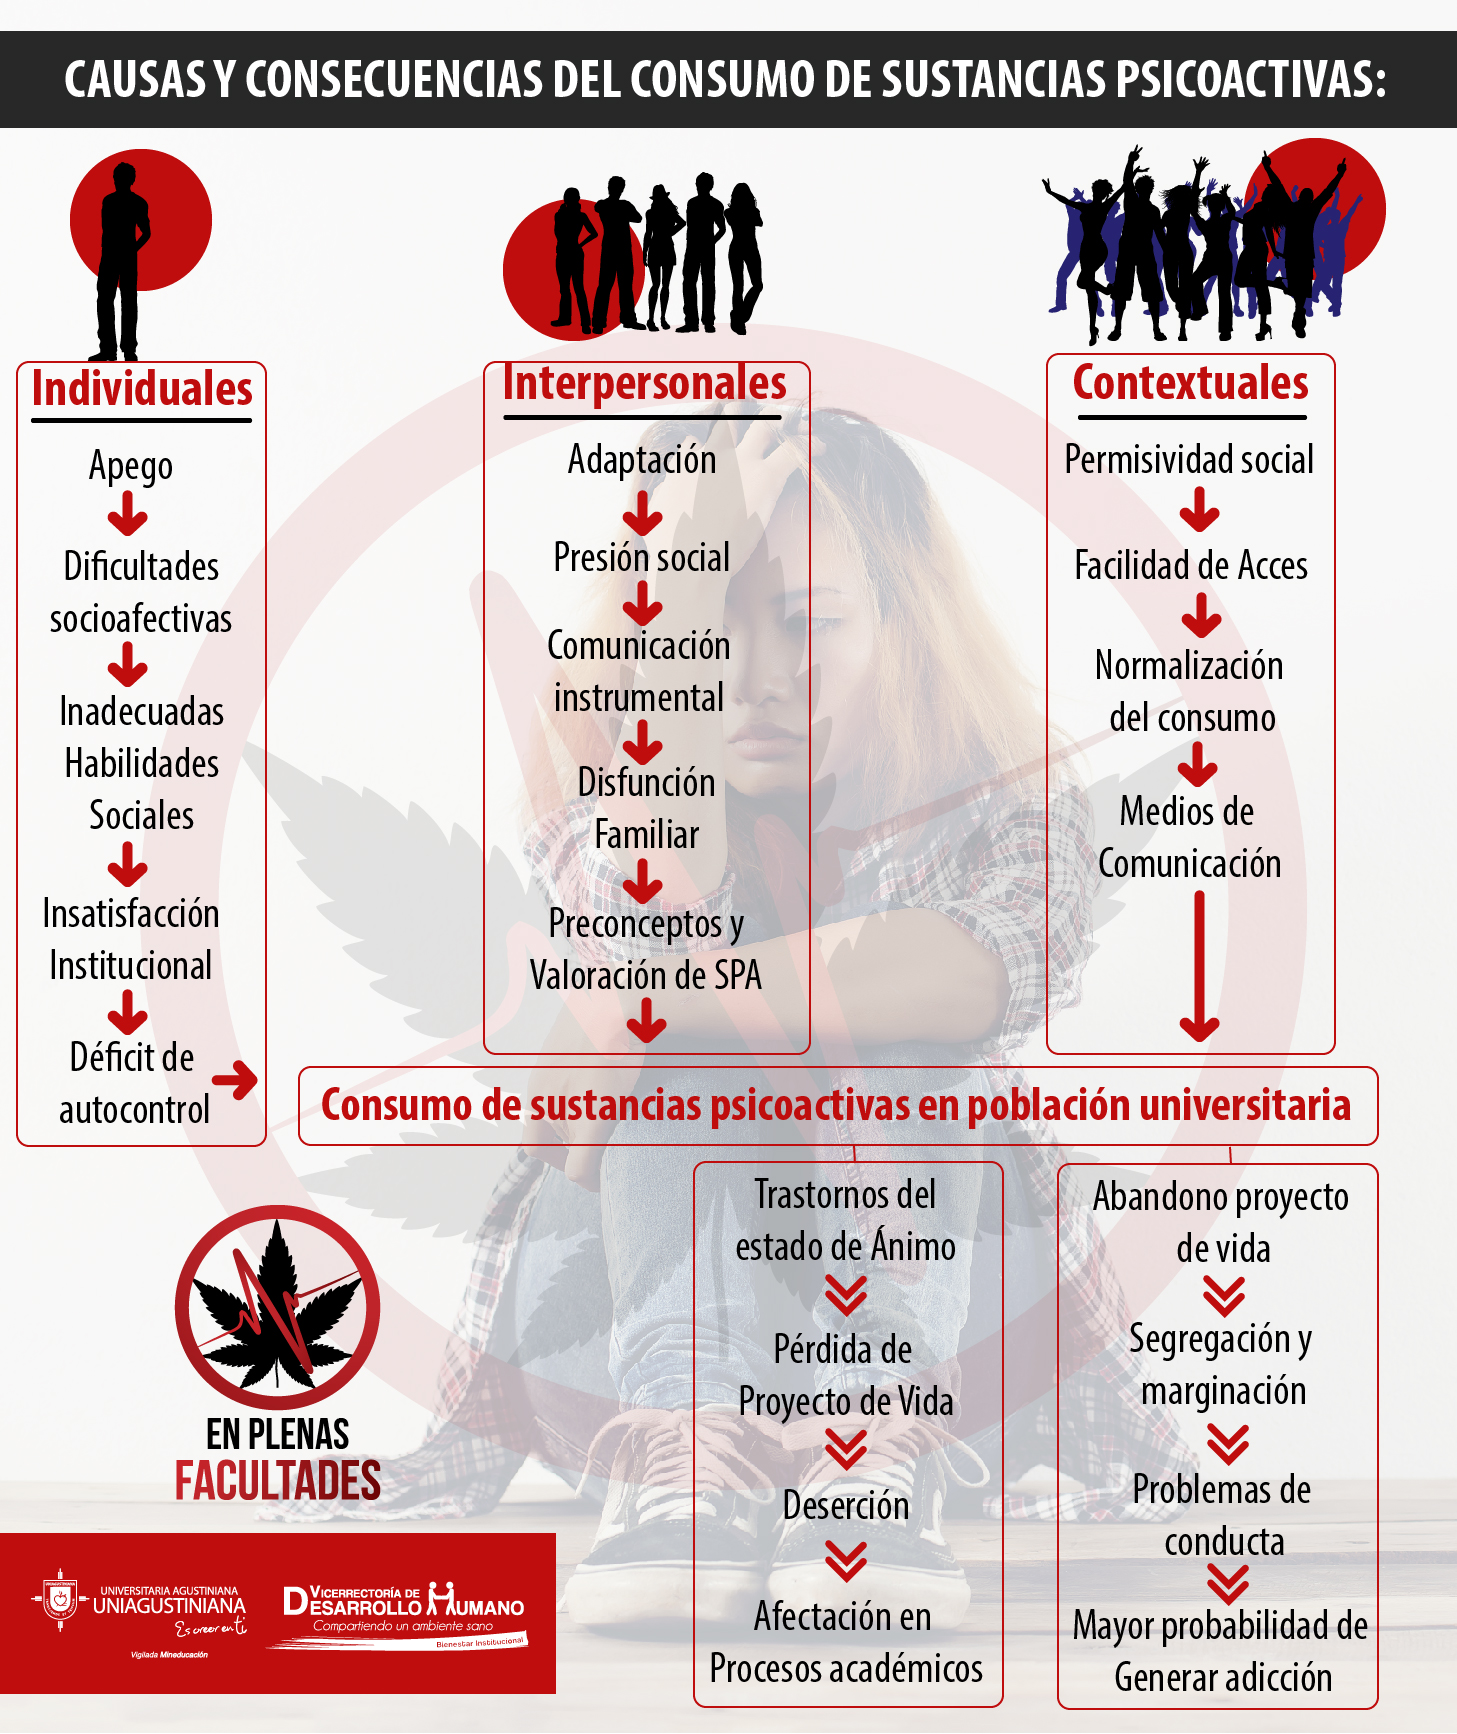 CAUSAS Y CONSECUENCIAS DEL CONSUMO DE SUSTANCIAS PSICOACTIVAS:
Individuales
Apego
Dificultades
socioafectivas
Inadecuadas
Habilidades
Sociales
Insatisfacción
Institucional
Déficit de
autocontrol
Interpersonales
Adaptación
Presión social
Comunicación
instrumental
Disfunción
Familiar
Preconceptos y
Valoración de SPA
Contextuales
Permisividad social
Facilidad de Acces
Normalización
del consumo
Medios de
Comunicación
Consumo de sustancias psicoactivas en población universitaria
Trastornos del
estado de Ánimo
Pérdida de
Proyecto de Vida
Deserción
Afectación en
Procesos académicos
Abandono proyecto
de vida
Segregación y
marginación
Problemas de
conducta
Mayor probabilidad de
Generar adicción
EN PLENAS
FACULTADES
UNIVERSITARIA AGUSTINIANA
UNIAGUSTINIANA
Es creer en ti
Vigilada Mineducación
VICERRECTORÍA DE
DESARROLLO HUMANO
Compartiendo un ambiente sano
Bienestar Institucional